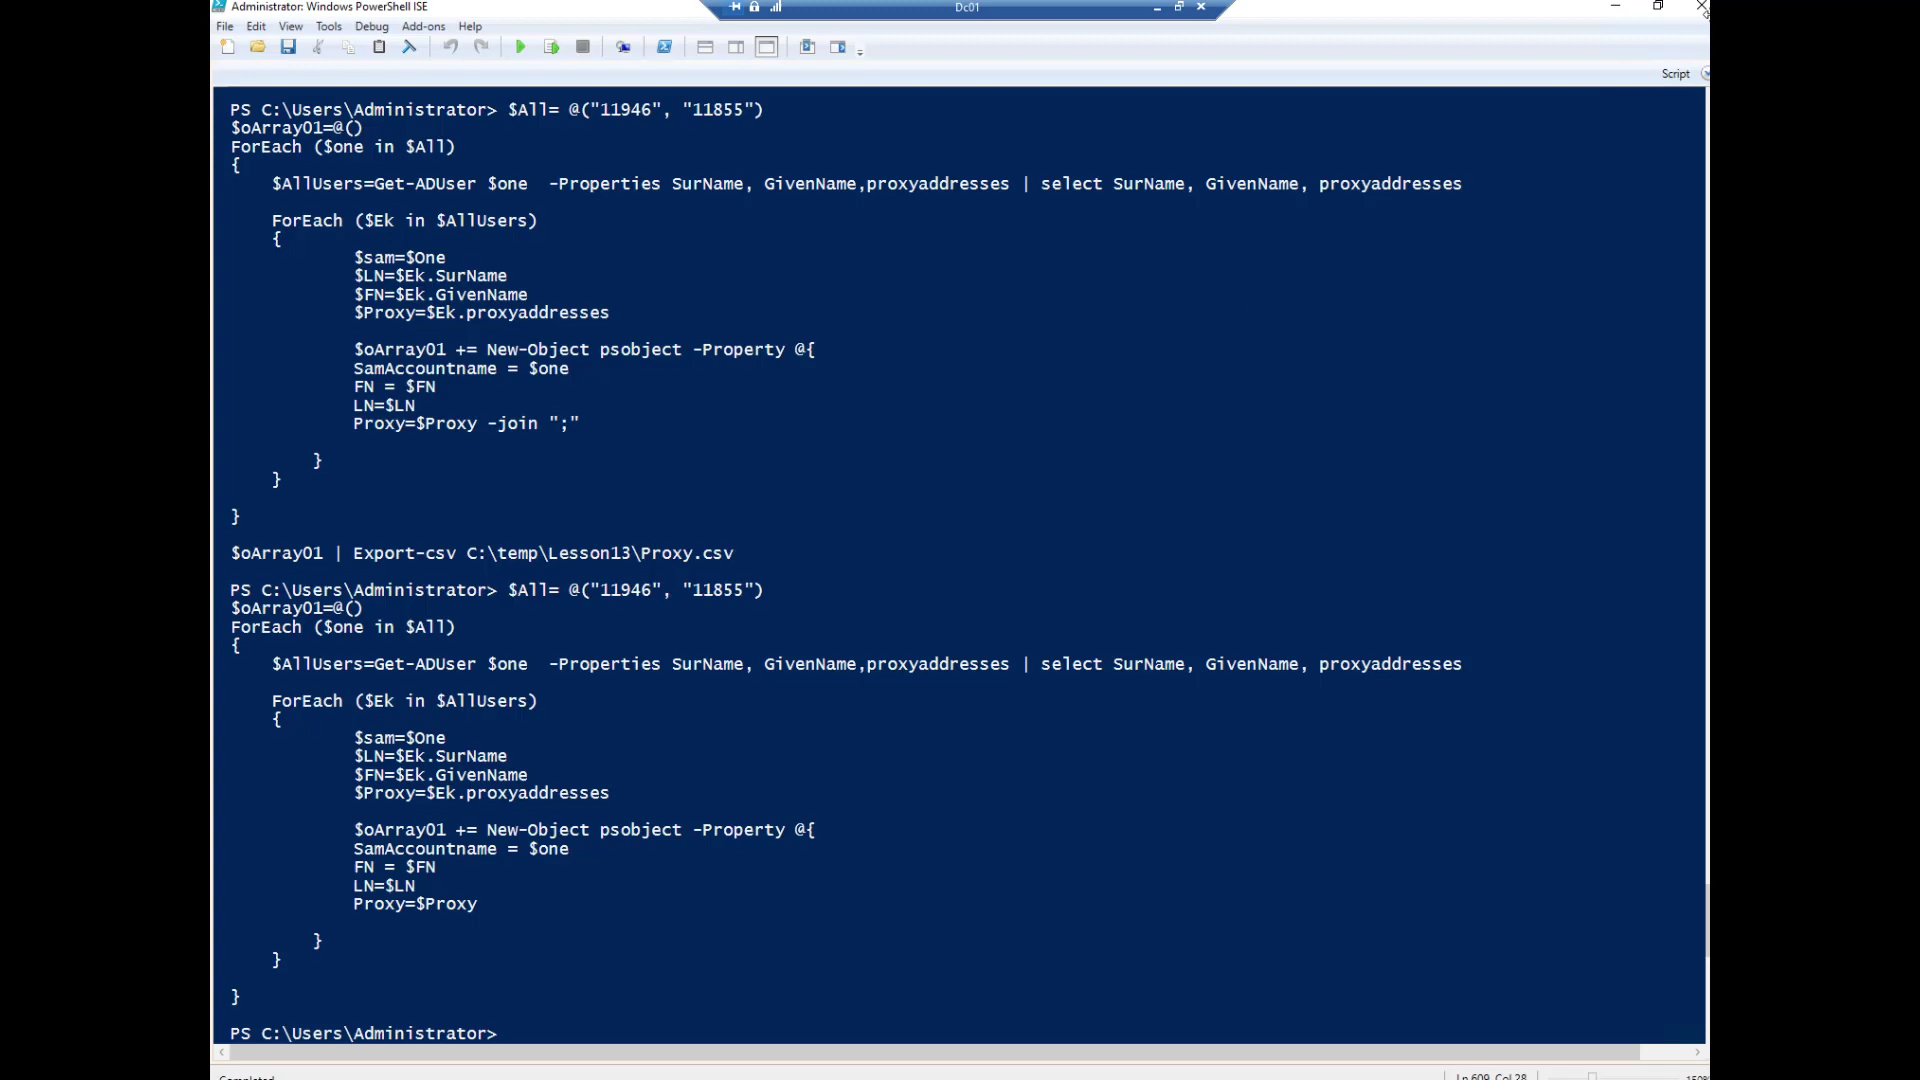 Administrator: Windows PowerShell ISE
Dc01
File Edit View Tools Debug Add-ons Help
Script
PS C:\Users\Administrator> $All= @("11946", "11855")
$oArray01=@()
ForEach ($one in $All)
{
$AllUsers=Get-ADUser $one  -Properties SurName, GivenName,proxyaddresses | select SurName, GivenName, proxyaddresses
ForEach ($Ek in $AllUsers)
{
$sam=$One
$LN=$Ek.SurName
$FN=$Ek.GivenName
$Proxy=$Ek.proxyaddresses
$oArray01 += New-Object psobject -Property @{
SamAccountname = $one
FN = $FN
LN=$LN
Proxy=$Proxy -join ";"
}
}
}
$oArray01 | Export-csv C:\temp\Lesson13\Proxy.csv
PS C:\Users\Administrator> $All= @("11946", "11855")
$oArray01=@()
ForEach ($one in $All)
{
$AllUsers=Get-ADUser $one  -Properties SurName, GivenName,proxyaddresses | select SurName, GivenName, proxyaddresses
ForEach ($Ek in $AllUsers)
{
$sam=$One
$LN=$Ek.SurName
$FN=$Ek.GivenName
$Proxy=$Ek.proxyaddresses
$oArray01 += New-Object psobject -Property @{
SamAccountname = $one
FN = $FN
LN=$LN
Proxy=$Proxy
}
}
}
PS C:\Users\Administrator>
Completed Ln 609 Col 28 150%